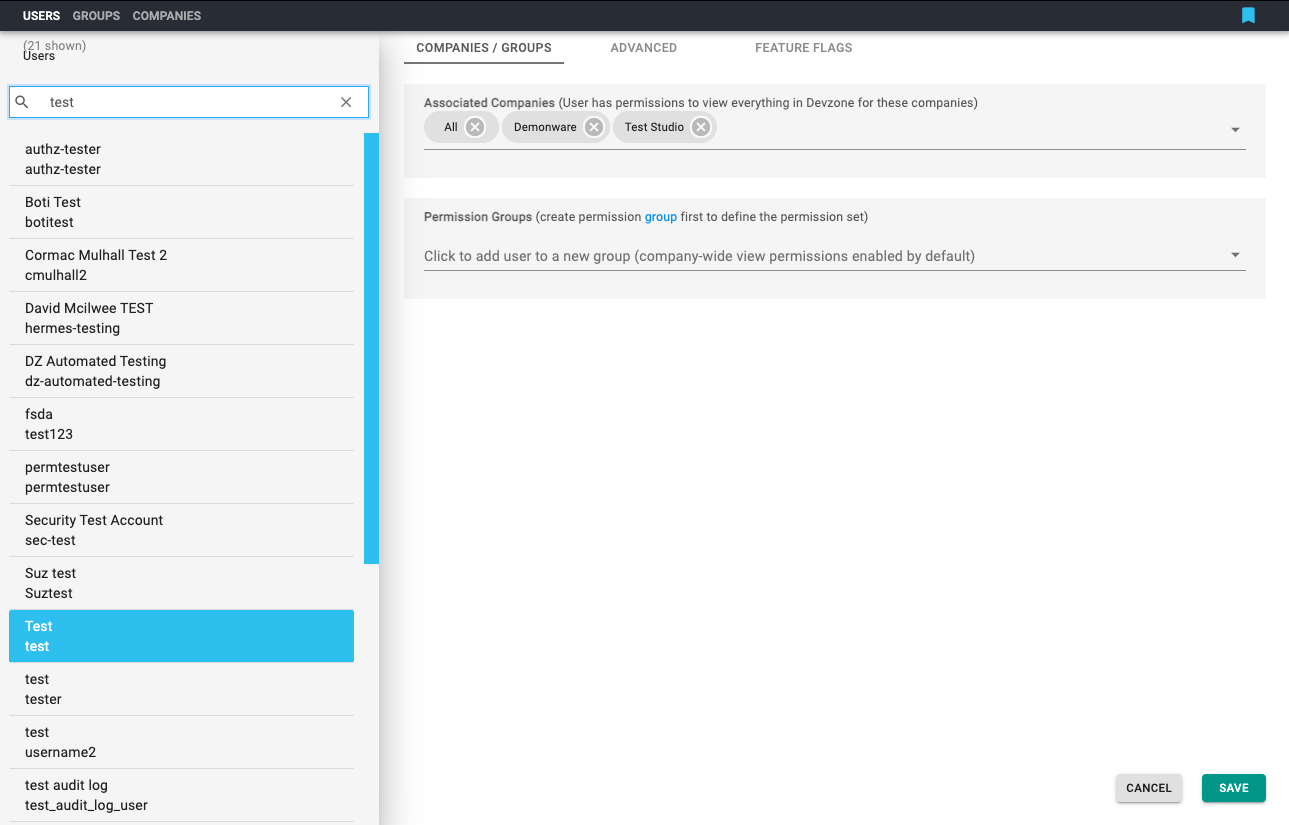 USERS GROUPS COMPANIES
(21 shown)
Users
test
authz-tester
authz-tester
Boti Test
botitest
Cormac Mulhall Test 2
cmulhall2
David Mcilwee TEST
hermes-testing
DZ Automated Testing
dz-automated-testing
fsda
test123
permtestuser
permtestuser
Security Test Account
sec-test
Suz test
Suztest
Test
test
test
tester
test
username2
test audit log
test_audit_log_user
COMPANIES / GROUPS ADVANCED FEATURE FLAGS
Associated Companies (User has permissions to view everything in Devzone for these companies)
All Demonware Test Studio
Permission Groups (create permission group first to define the permission set)
Click to add user to a new group (company-wide view permissions enabled by default)
CANCEL SAVE